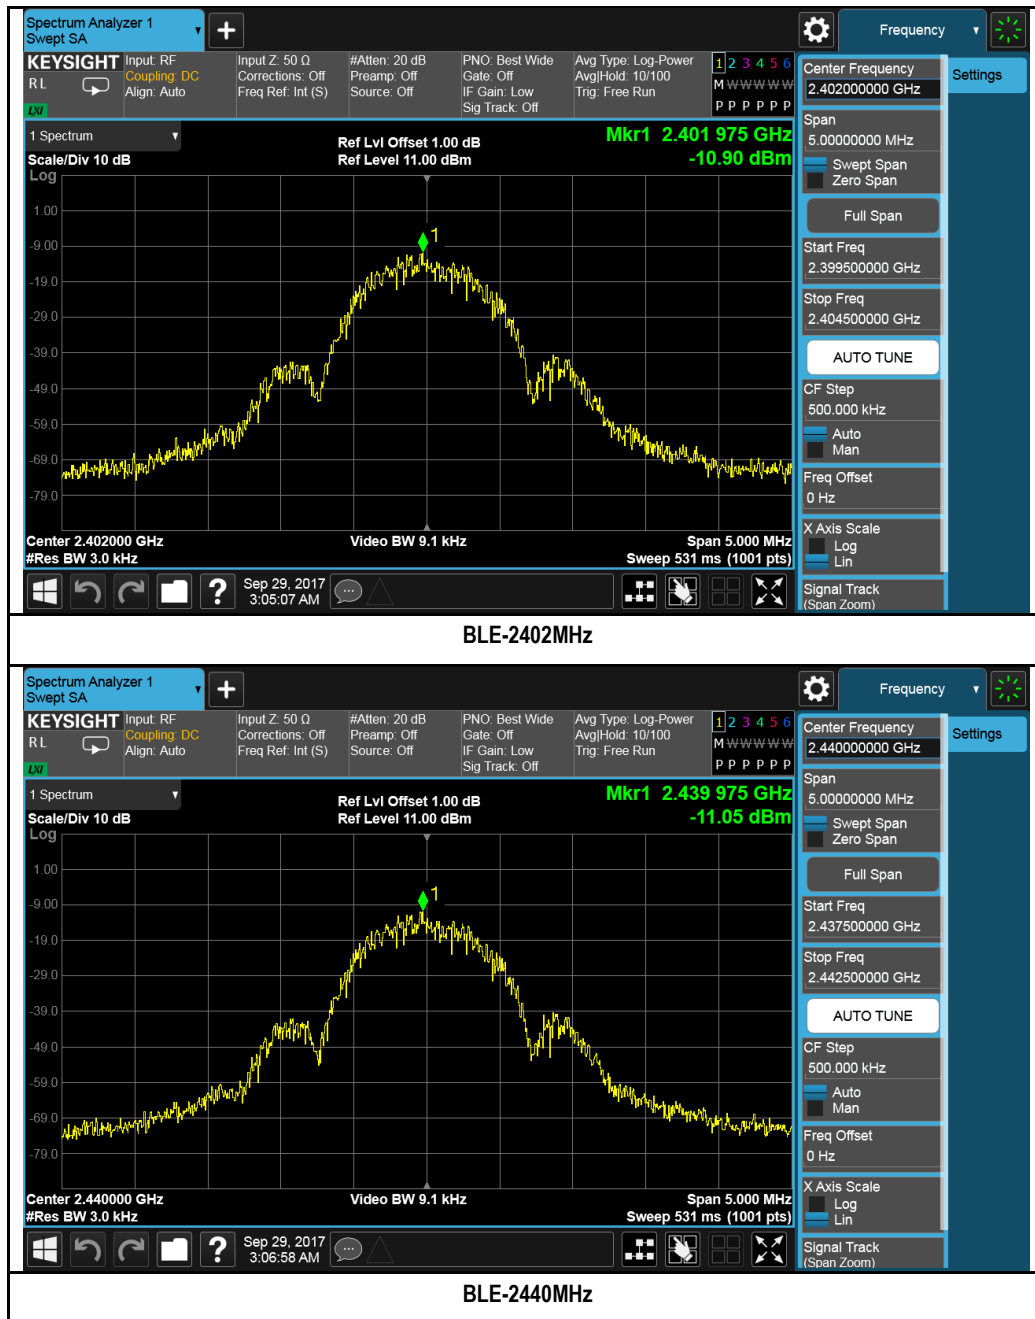 Spectrum Analyzer 1
Swept SA
+
Frequency
KEYSIGHT
RL
LXI
Input: RF
Coupling: DC
Align: Auto
Input Z: 50 Ω
Corrections: Off
Freq Ref: Int (S)
#Atten: 20 dB
Preamp: Off
Source: Off
PNO: Best Wide
Gate: Off
IF Gain: Low
Sig Track: Off
Avg Type: Log-Power
Avg|Hold: 10/100
Trig: Free Run
1 2 3 4 5 6
M W W W W W
P P P P P P
Center Frequency
2.402000000 GHz
Settings
Span
5.00000000 MHz
Swept Span
Zero Span
Full Span
Start Freq
2.399500000 GHz
Stop Freq
2.404500000 GHz
AUTO TUNE
CF Step
500.000 kHz
Auto
Man
Freq Offset
0 Hz
X Axis Scale
Log
Lin
Signal Track
(Span Zoom)
1 Spectrum
Scale/Div 10 dB
Log
Ref Lvl Offset 1.00 dB
Ref Level 11.00 dBm
Mkr1 2.401 975 GHz
-10.90 dBm
1
1.00
-9.00
-19.0
-29.0
-39.0
-49.0
-59.0
-69.0
-79.0
Center 2.402000 GHz
#Res BW 3.0 kHz
Video BW 9.1 kHz
Span 5.000 MHz
Sweep 531 ms (1001 pts)
?
Sep 29, 2017
3:05:07 AM
BLE-2402MHz
Spectrum Analyzer 1
Swept SA
+
Frequency
KEYSIGHT
RL
LXI
Input: RF
Coupling: DC
Align: Auto
Input Z: 50 Ω
Corrections: Off
Freq Ref: Int (S)
#Atten: 20 dB
Preamp: Off
Source: Off
PNO: Best Wide
Gate: Off
IF Gain: Low
Sig Track: Off
Avg Type: Log-Power
Avg|Hold: 10/100
Trig: Free Run
1 2 3 4 5 6
M W W W W W
P P P P P P
Center Frequency
2.440000000 GHz
Settings
Span
5.00000000 MHz
Swept Span
Zero Span
Full Span
Start Freq
2.437500000 GHz
Stop Freq
2.442500000 GHz
AUTO TUNE
CF Step
500.000 kHz
Auto
Man
Freq Offset
0 Hz
X Axis Scale
Log
Lin
Signal Track
(Span Zoom)
1 Spectrum
Scale/Div 10 dB
Log
Ref Lvl Offset 1.00 dB
Ref Level 11.00 dBm
Mkr1 2.439 975 GHz
-11.05 dBm
1
1.00
-9.00
-19.0
-29.0
-39.0
-49.0
-59.0
-69.0
-79.0
Center 2.440000 GHz
#Res BW 3.0 kHz
Video BW 9.1 kHz
Span 5.000 MHz
Sweep 531 ms (1001 pts)
?
Sep 29, 2017
3:06:58 AM
BLE-2440MHz